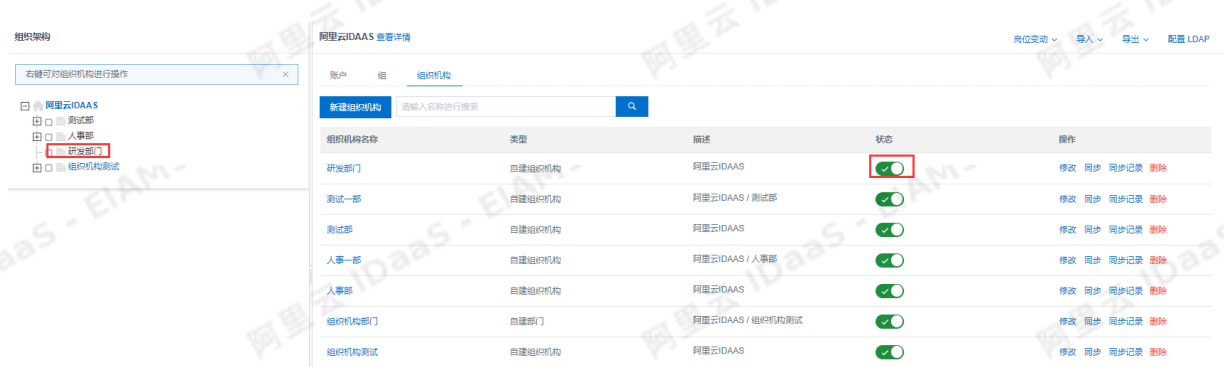 组织架构
右键可对组织机构进行操作 ×
阿里云IDAAS
测试部
人事部
研发部门
组织机构测试
阿里云IDAAS 查看详情
岗位变动 导入 导出 配置 LDAP
账户 组 组织机构
新建组织机构 请输入名称进行搜索
组织机构名称 类型 描述 状态 操作
研发部门 自建组织机构 阿里云IDAAS 修改 同步 同步记录 删除
测试一部 自建组织机构 阿里云IDAAS / 测试部 修改 同步 同步记录 删除
测试部 自建组织机构 阿里云IDAAS 修改 同步 同步记录 删除
人事一部 自建组织机构 阿里云IDAAS / 人事部 修改 同步 同步记录 删除
人事部 自建组织机构 阿里云IDAAS 修改 同步 同步记录 删除
组织机构部门 自建部门 阿里云IDAAS / 组织机构测试 修改 同步 同步记录 删除
组织机构测试 自建组织机构 阿里云IDAAS 修改 同步 同步记录 删除
阿里云 IDaaS - EIAM